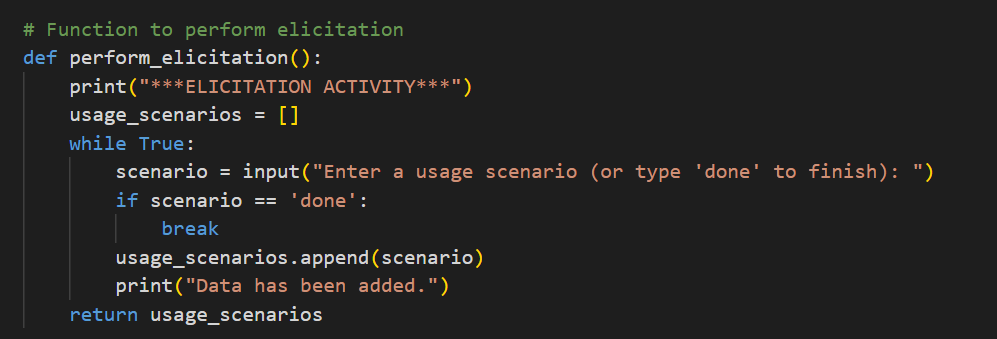 # Function to perform elicitation
def perform_elicitation():
    print("***ELICITATION ACTIVITY***")
    usage_scenarios = []
    while True:
        scenario = input("Enter a usage scenario (or type 'done' to finish): ")
        if scenario == 'done':
            break
        usage_scenarios.append(scenario)
        print("Data has been added.")
    return usage_scenarios